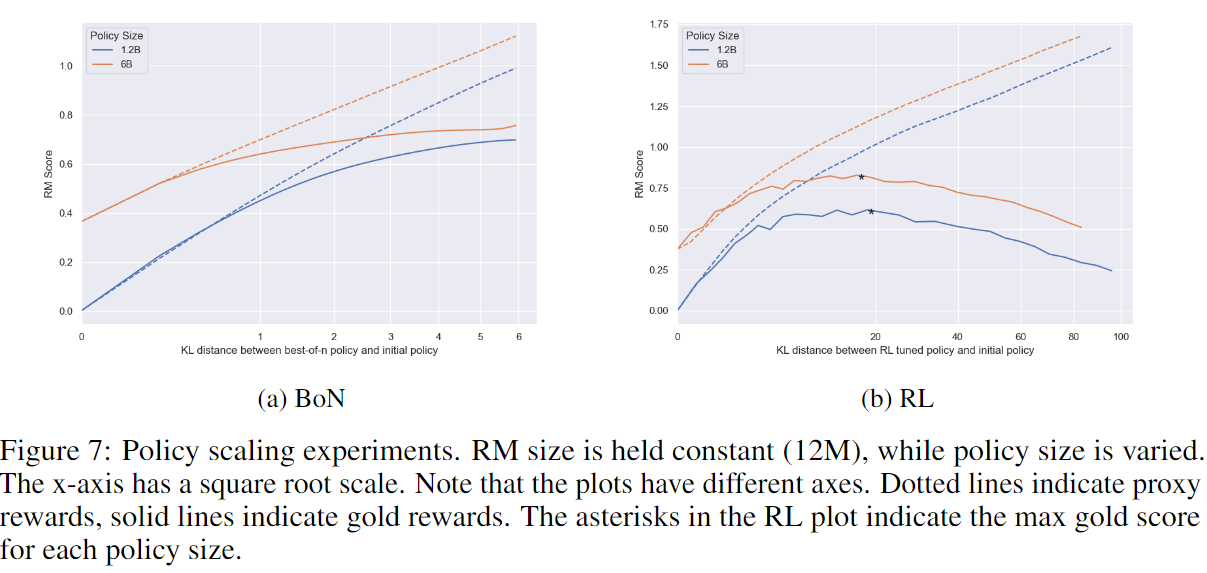 Policy Size
1.2B
6B
1.0
0.8
0.6
0.4
0.2
0.0
RM Score
0 1 2 3 4 5 6
KL distance between best-of-n policy and initial policy
(a) BoN
Policy Size
1.2B
6B
1.75
1.50
1.25
1.00
0.75
0.50
0.25
0.00
RM Score
0 20 40 60 80 100
KL distance between RL tuned policy and initial policy
(b) RL
Figure 7: Policy scaling experiments. RM size is held constant (12M), while policy size is varied.
The x-axis has a square root scale. Note that the plots have different axes. Dotted lines indicate proxy
rewards, solid lines indicate gold rewards. The asterisks in the RL plot indicate the max gold score
for each policy size.